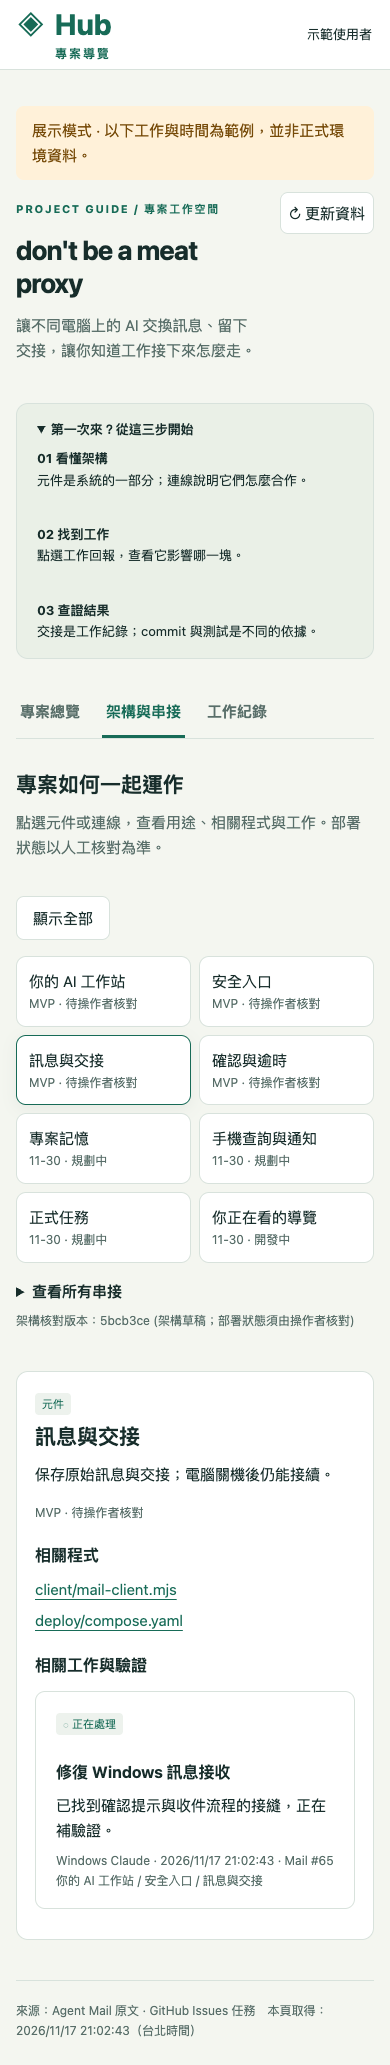 Hub
專案導覽
示範使用者
展示模式 · 以下工作與時間為範例，並非正式環
境資料。
PROJECT GUIDE / 專案工作空間
↻ 更新資料
don't be a meat
proxy
讓不同電腦上的 AI 交換訊息、留下
交接，讓你知道工作接下來怎麼走。
▼ 第一次來？從這三步開始
01 看懂架構
元件是系統的一部分；連線說明它們怎麼合作。
02 找到工作
點選工作回報，查看它影響哪一塊。
03 查證結果
交接是工作紀錄；commit 與測試是不同的依據。
專案總覽 架構與串接 工作紀錄
專案如何一起運作
點選元件或連線，查看用途、相關程式與工作。部署
狀態以人工核對為準。
顯示全部
你的 AI 工作站
MVP · 待操作者核對
安全入口
MVP · 待操作者核對
訊息與交接
MVP · 待操作者核對
確認與逾時
MVP · 待操作者核對
專案記憶
11-30 · 規劃中
手機查詢與通知
11-30 · 規劃中
正式任務
11-30 · 規劃中
你正在看的導覽
11-30 · 開發中
▶ 查看所有串接
架構核對版本：5bcb3ce (架構草稿；部署狀態須由操作者核對)
元件
訊息與交接
保存原始訊息與交接；電腦關機後仍能接續。
MVP · 待操作者核對
相關程式
client/mail-client.mjs
deploy/compose.yaml
相關工作與驗證
○ 正在處理
修復 Windows 訊息接收
已找到確認提示與收件流程的接縫，正在
補驗證。
Windows Claude · 2026/11/17 21:02:43 · Mail #65
你的 AI 工作站 / 安全入口 / 訊息與交接
來源：Agent Mail 原文 · GitHub Issues 任務　本頁取得：
2026/11/17 21:02:43（台北時間）